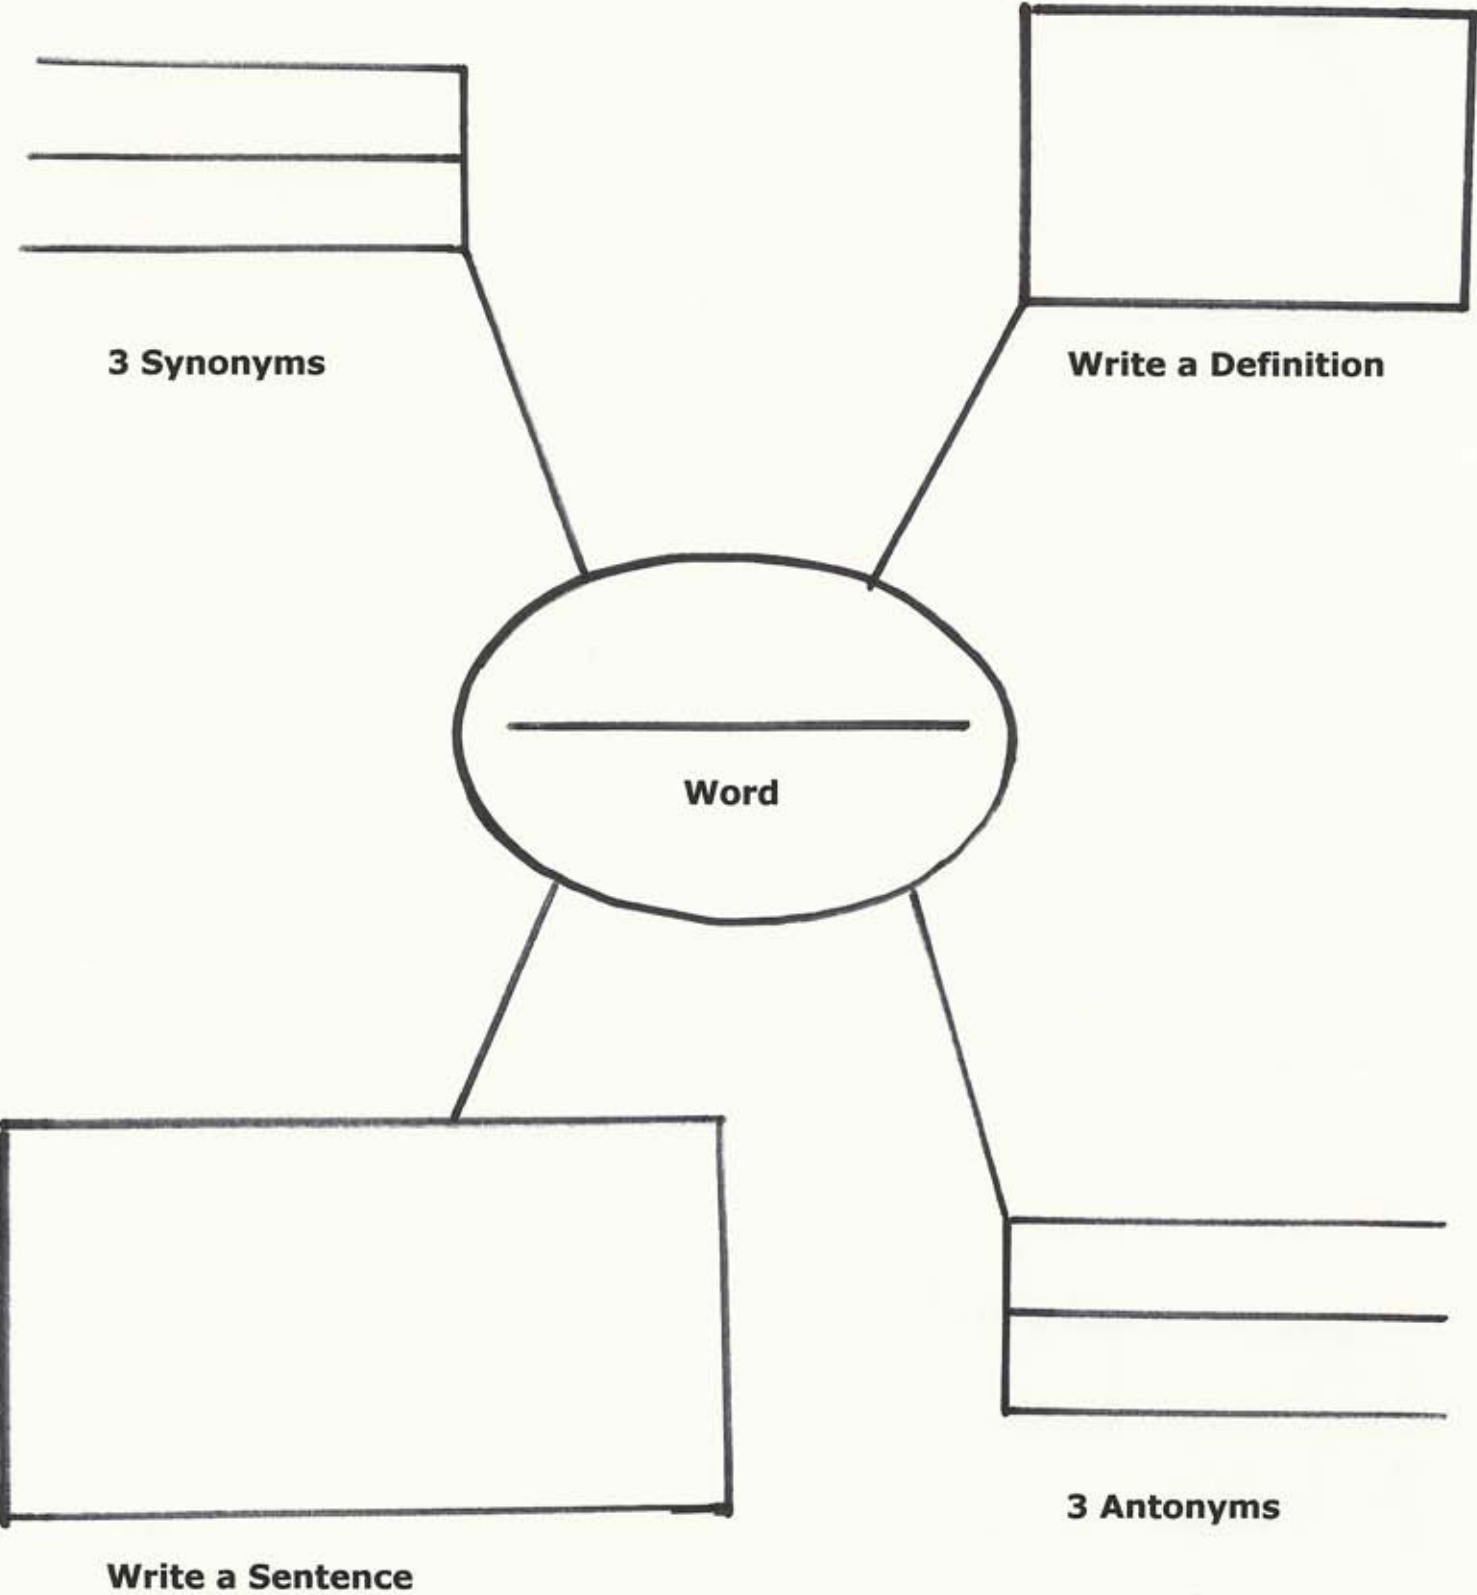 3 Synonyms
Write a Definition
Word
3 Antonyms
Write a Sentence